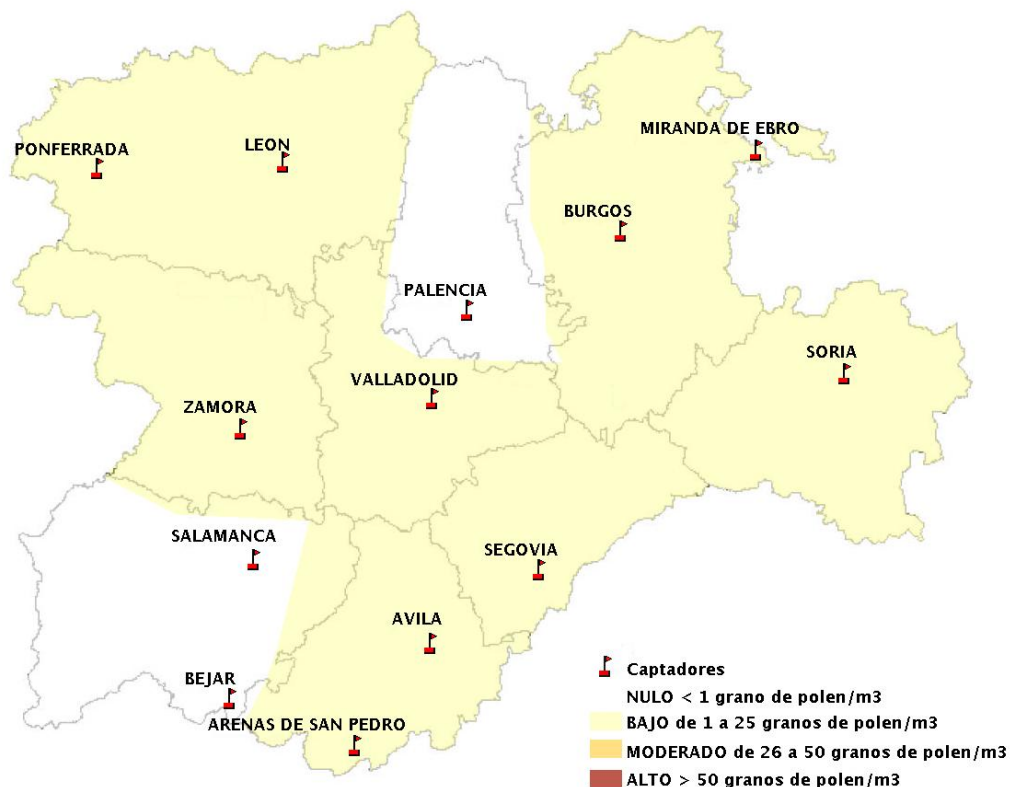 MIRANDA DE EBRO
PONFERRADA
LEON
BURGOS
PALENCIA
SORIA
VALLADOLID
ZAMORA
SALAMANCA
SEGOVIA
AVILA
BEJAR
ARENAS DE SAN PEDRO
Captadores
NULO < 1 grano de polen/m3
BAJO de 1 a 25 granos de polen/m3
MODERADO de 26 a 50 granos de polen/m3
ALTO > 50 granos de polen/m3